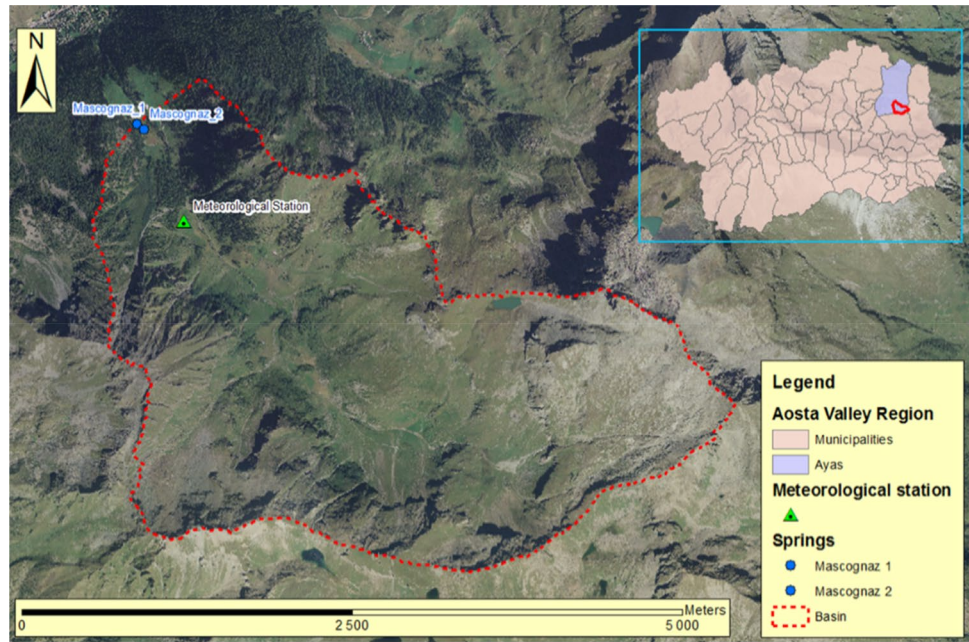 N
Mascognaz_1
Mascognaz_2
Meteorological Station
Legend
Aosta Valley Region
Municipalities
Ayas
Meteorological station
Springs
Mascognaz 1
Mascognaz 2
Basin
Meters
0 2 500 5 000